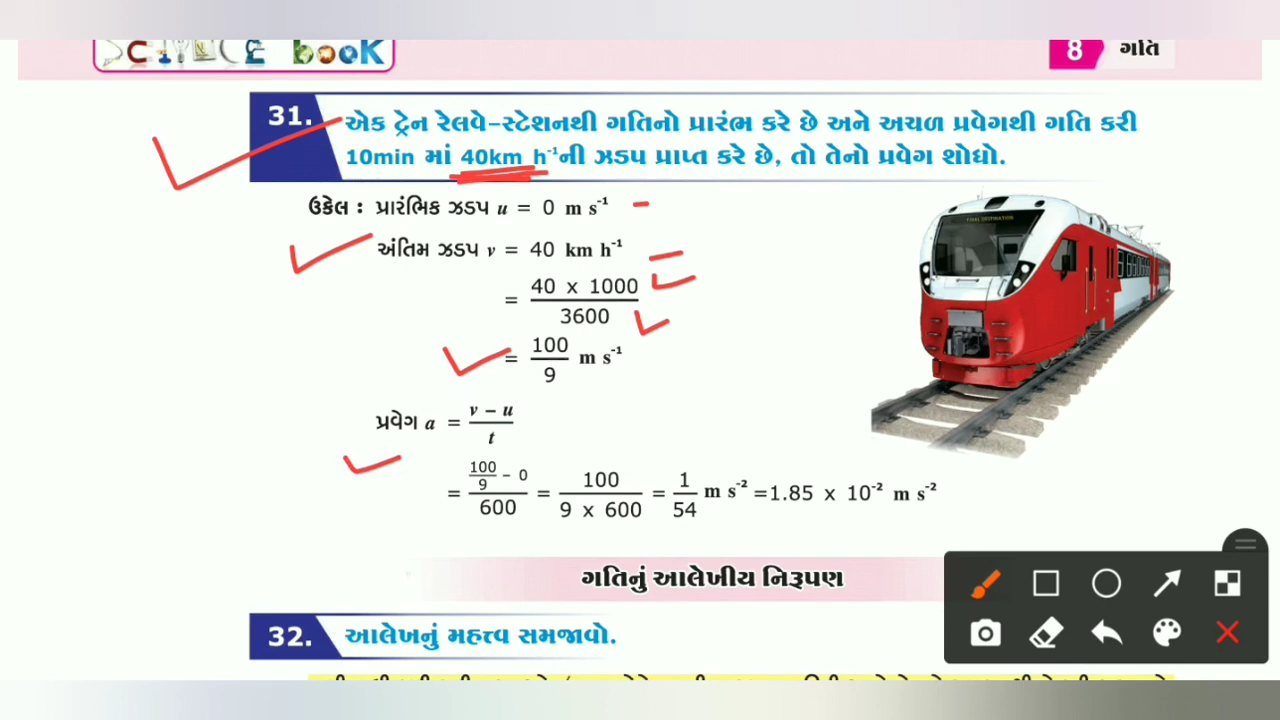 SCIENCE book
8 ગતિ
31. એક ટ્રેન રેલવે-સ્ટેશનથી ગતિનો પ્રારંભ કરે છે અને અચળ પ્રવેગથી ગતિ કરી
10min માં 40km h⁻¹ની ઝડપ પ્રાપ્ત કરે છે, તો તેનો પ્રવેગ શોધો.
ઉકેલ : પ્રારંભિક ઝડપ u = 0 m s⁻¹
અંતિમ ઝડપ v = 40 km h⁻¹
= 40 x 1000 / 3600
= 100 / 9 m s⁻¹
પ્રવેગ a = v – u / t
= 100/9 – 0 / 600 = 100 / 9 x 600 = 1 / 54 m s⁻² =1.85 x 10⁻² m s⁻²
ગતિનું આલેખીય નિરૂપણ
32. આલેખનું મહત્ત્વ સમજાવો.